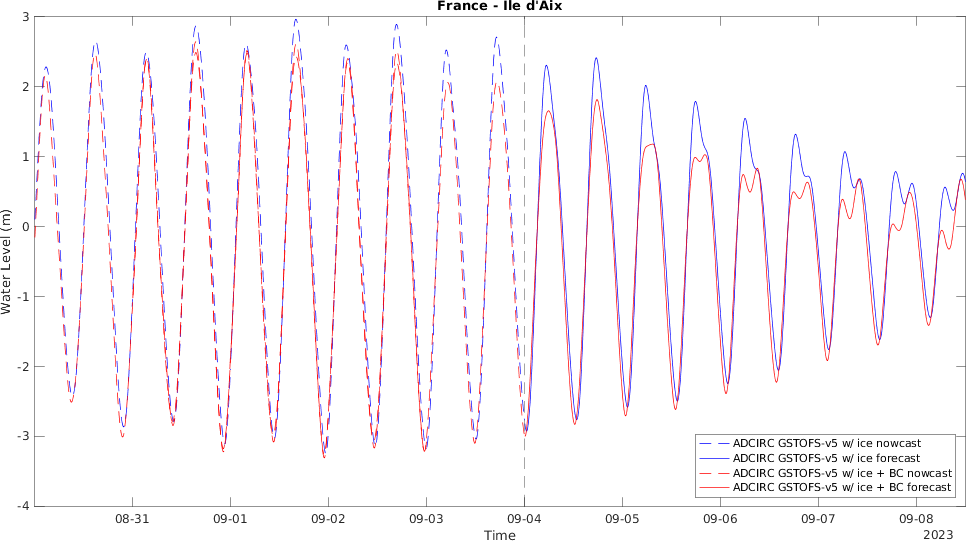 France - Ile d'Aix
3
2
1
0
-1
-2
-3
-4
Water Level (m)
ADCIRC GSTOFS-v5 w/ ice nowcast
ADCIRC GSTOFS-v5 w/ ice forecast
ADCIRC GSTOFS-v5 w/ ice + BC nowcast
ADCIRC GSTOFS-v5 w/ ice + BC forecast
08-31 09-01 09-02 09-03 09-04 09-05 09-06 09-07 09-08
Time 2023